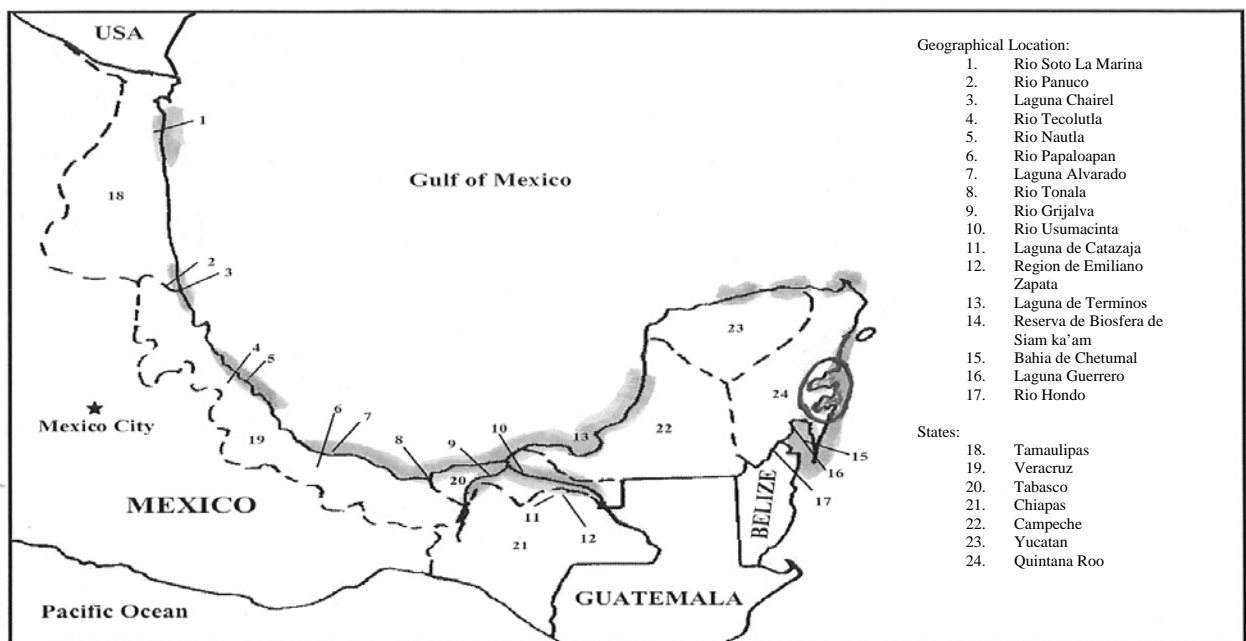 USA
1
18
Gulf of Mexico
2
3
4
5
23
24
Mexico City
6
7
19
8
9
10
13
22
15
16
17
20
11
12
21
MEXICO
BELIZE
GUATEMALA
Pacific Ocean
Geographical Location:
1. Rio Soto La Marina
2. Rio Panuco
3. Laguna Chairel
4. Rio Tecolutla
5. Rio Nautla
6. Rio Papaloapan
7. Laguna Alvarado
8. Rio Tonala
9. Rio Grijalva
10. Rio Usumacinta
11. Laguna de Catazaja
12. Region de Emiliano
Zapata
13. Laguna de Terminos
14. Reserva de Biosfera de
Siam ka’am
15. Bahia de Chetumal
16. Laguna Guerrero
17. Rio Hondo
States:
18. Tamaulipas
19. Veracruz
20. Tabasco
21. Chiapas
22. Campeche
23. Yucatan
24. Quintana Roo